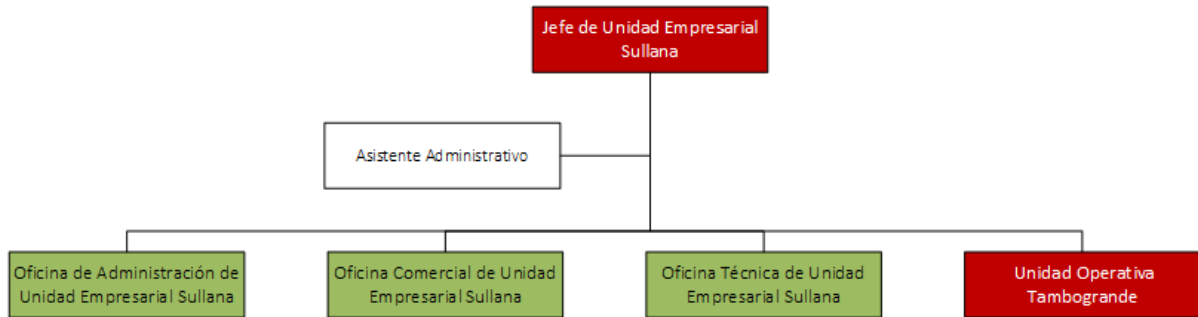 Jefe de Unidad Empresarial
Sullana
Asistente Administrativo
Oficina de Administración de
Unidad Empresarial Sullana
Oficina Comercial de Unidad
Empresarial Sullana
Oficina Técnica de Unidad
Empresarial Sullana
Unidad Operativa
Tambogrande